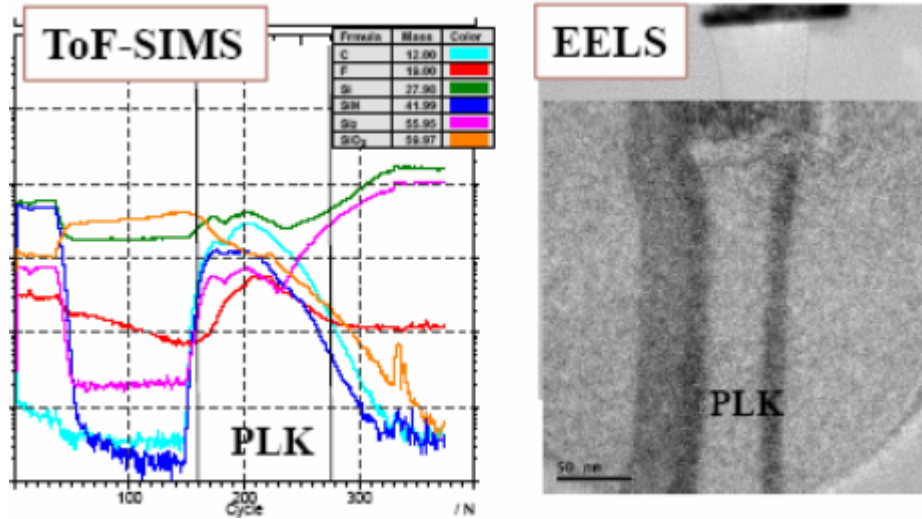 ToF-SIMS
Frmula Mass Color
C 12.00
F 19.00
Si 27.98
SiN 41.99
Si₂ 55.95
SiO₂ 59.97
PLK
100 200 300
Cycle / N
EELS
PLK
50 nm